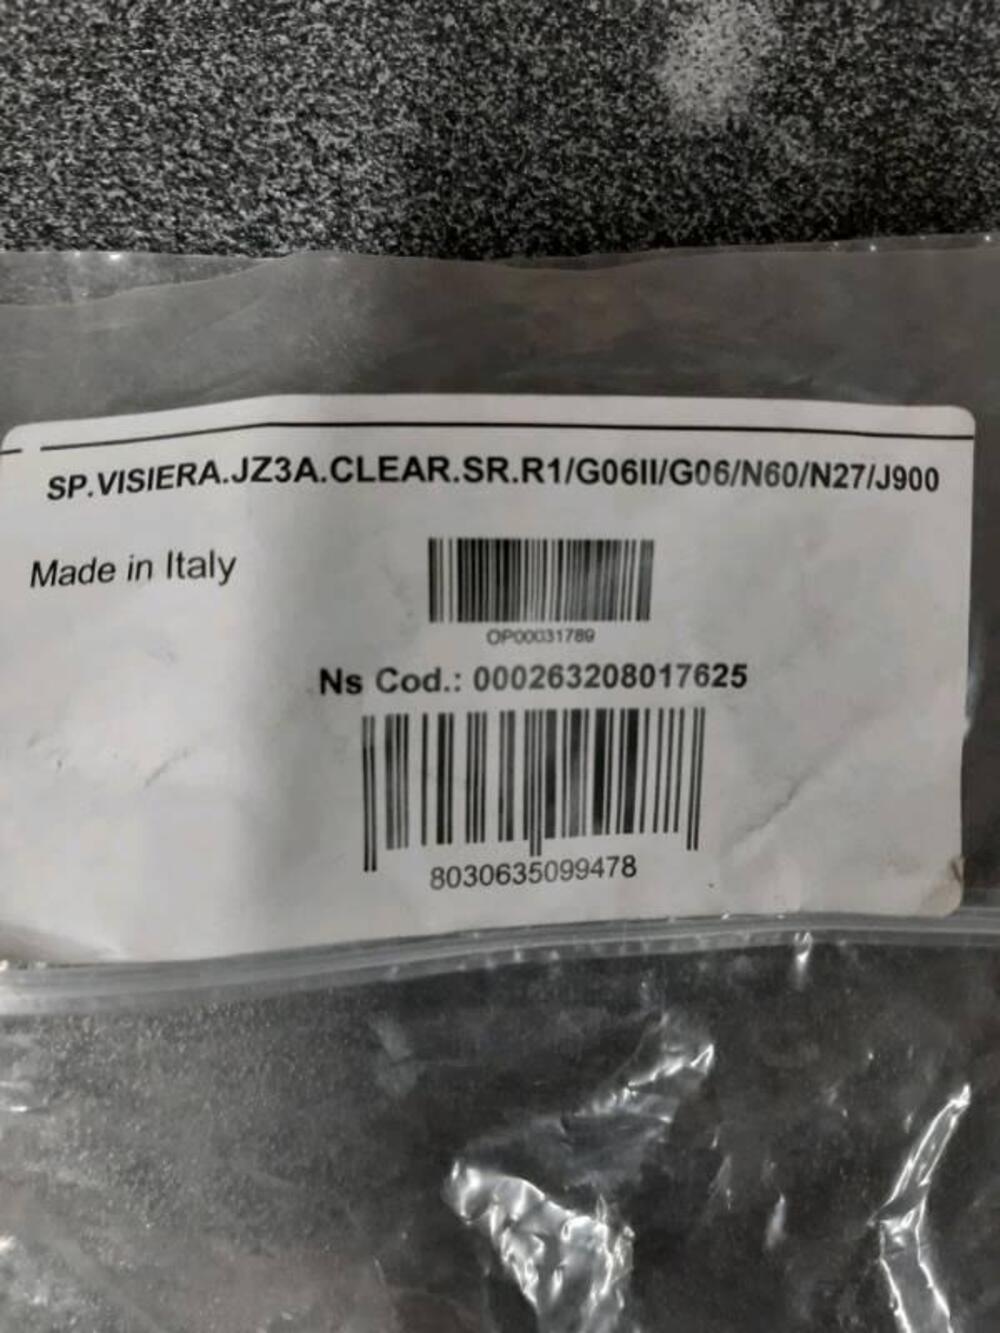 SP.VISIERA.JZ3A.CLEAR.SR.R1/G06II/G06/N60/N27/J900
Made in Italy
OP00031789
Ns Cod.: 000263208017625
8030635099478